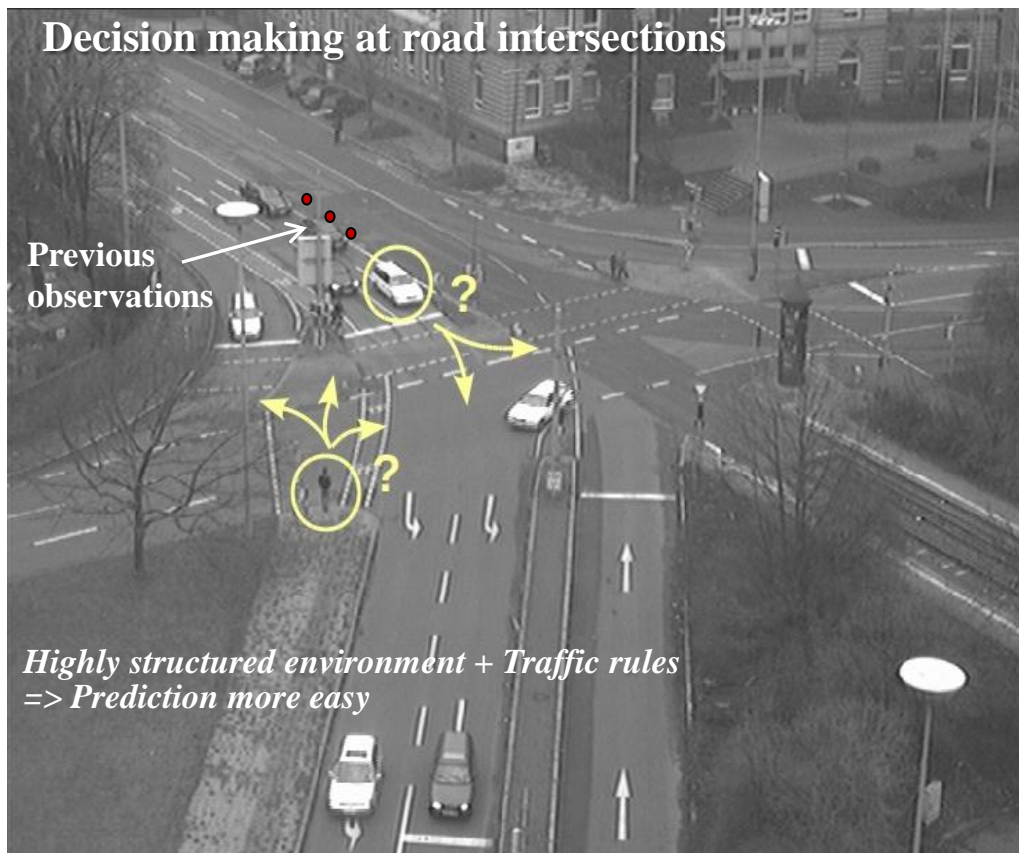 Decision making at road intersections
Previous
observations
?
?
Highly structured environment + Traffic rules
=> Prediction more easy